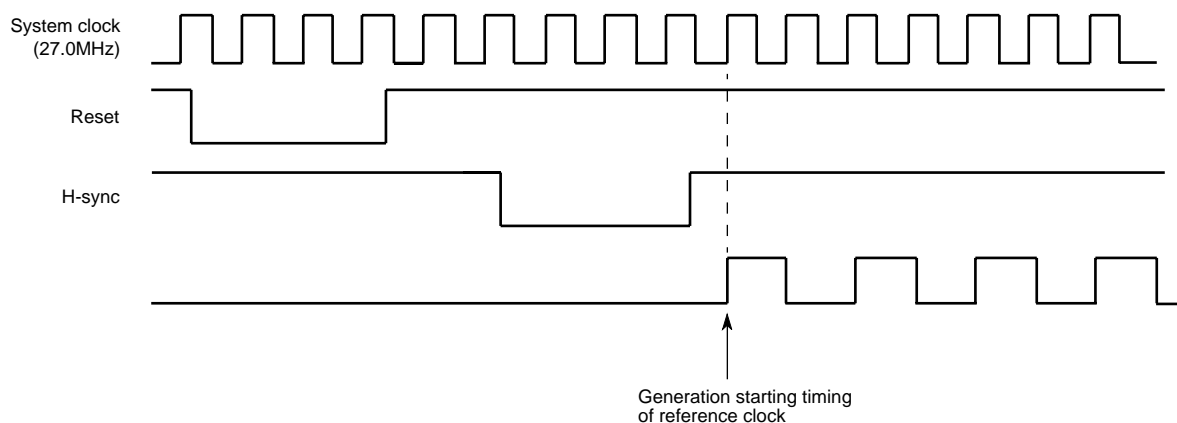 System clock
(27.0MHz)
Reset
H-sync
Generation starting timing
of reference clock